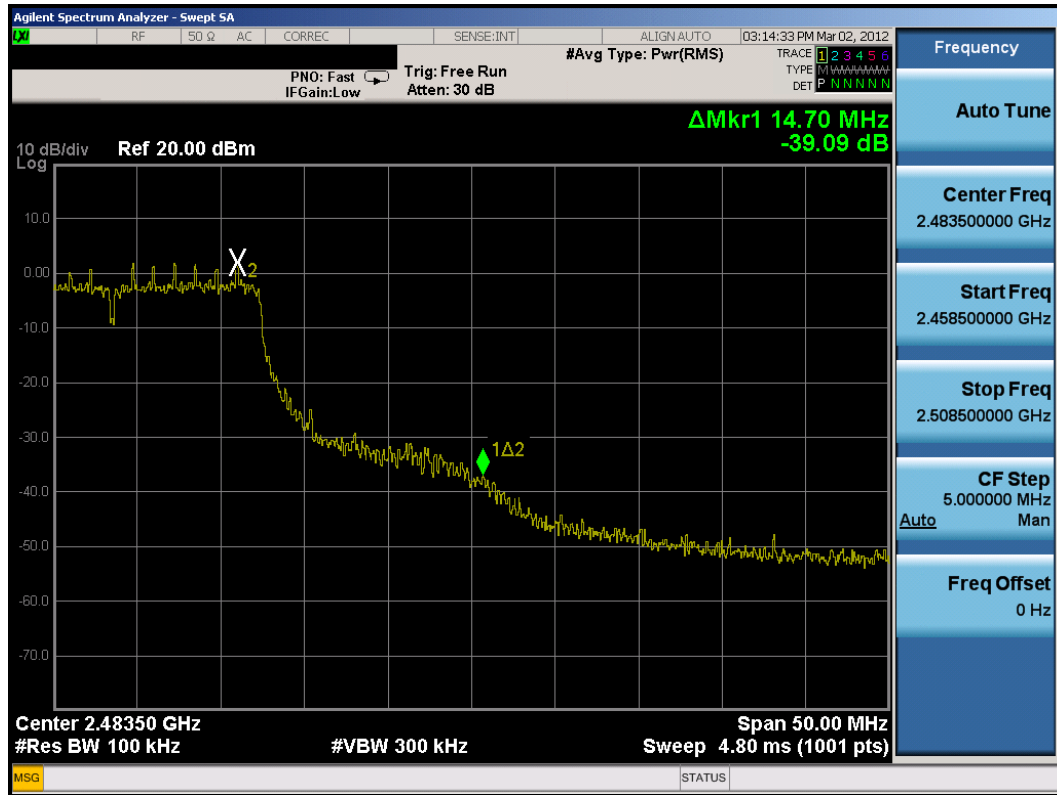 Agilent Spectrum Analyzer - Swept SA
LXI RF 50 Ω AC CORREC SENSE:INT ALIGN AUTO 03:14:33 PM Mar 02, 2012
#Avg Type: Pwr(RMS) TRACE 1 2 3 4 5 6
PNO: Fast Trig: Free Run TYPE M WWWWW
IFGain:Low Atten: 30 dB DET P N N N N N
ΔMkr1 14.70 MHz
-39.09 dB
10 dB/div Ref 20.00 dBm
Log
10.0
0.00
-10.0
-20.0
-30.0
-40.0
-50.0
-60.0
-70.0
X2
1Δ2
Center 2.48350 GHz Span 50.00 MHz
#Res BW 100 kHz #VBW 300 kHz Sweep 4.80 ms (1001 pts)
MSG STATUS
Frequency
Auto Tune
Center Freq
2.483500000 GHz
Start Freq
2.458500000 GHz
Stop Freq
2.508500000 GHz
CF Step
5.000000 MHz
Auto Man
Freq Offset
0 Hz